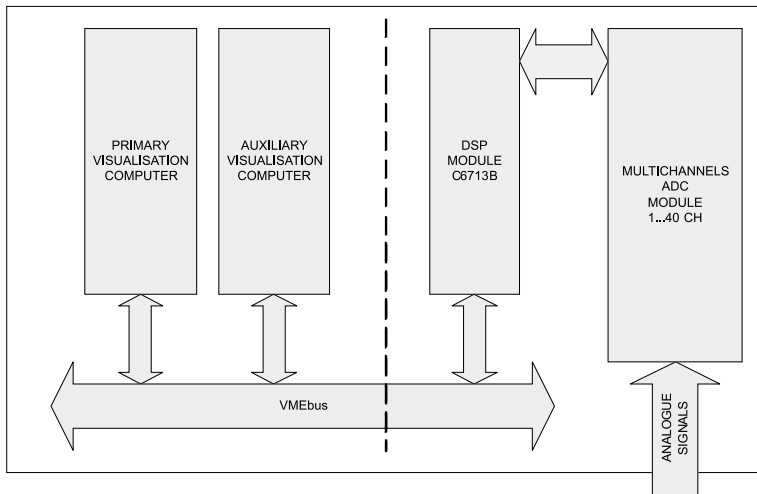 PRIMARY
VISUALISATION
COMPUTER
AUXILIARY
VISUALISATION
COMPUTER
DSP
MODULE
C6713B
MULTICHANNELS
ADC
MODULE
1...40 CH
VMEbus
ANALOGUE
SIGNALS